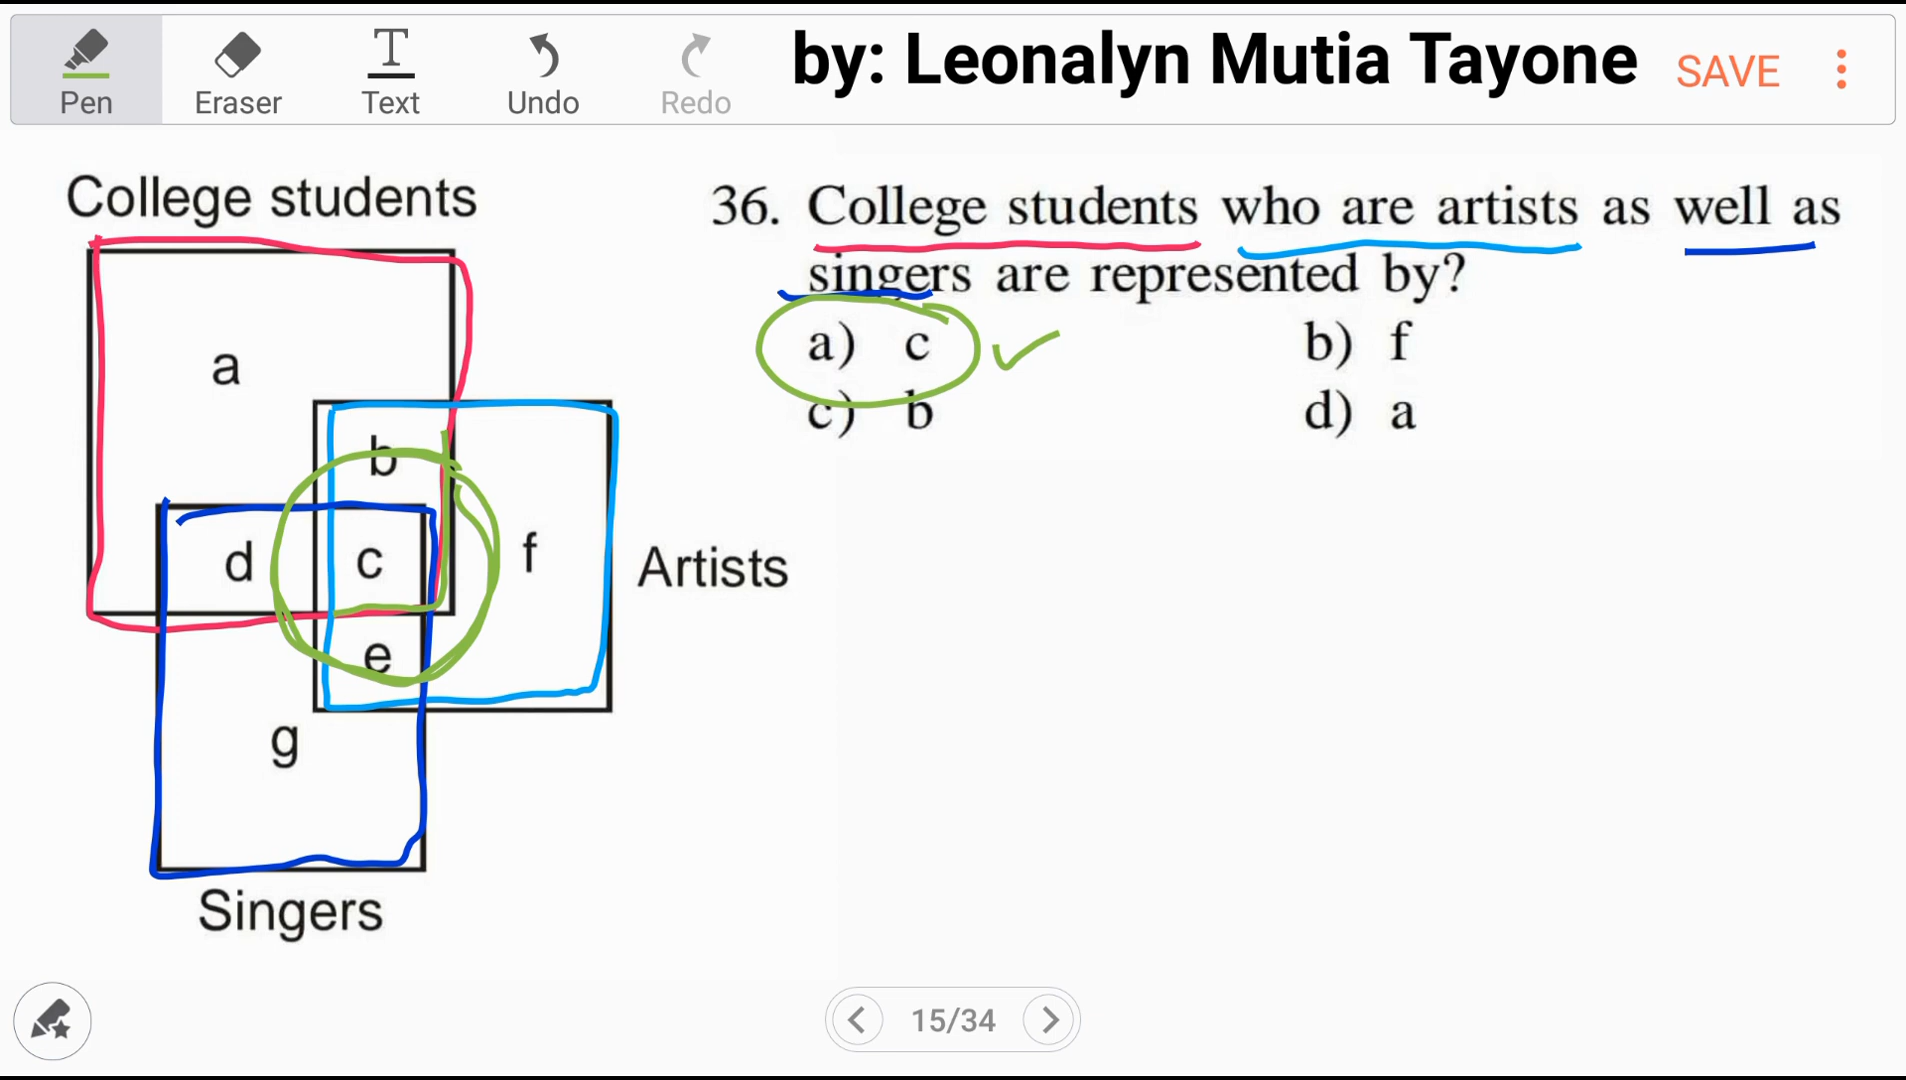 Pen
Eraser
Text
Undo
Redo
by: Leonalyn Mutia Tayone
SAVE
College students
36. College students who are artists as well as
singers are represented by?
a) c
b) f
c) b
d) a
a
b
d
c
f
Artists
e
g
Singers
15/34